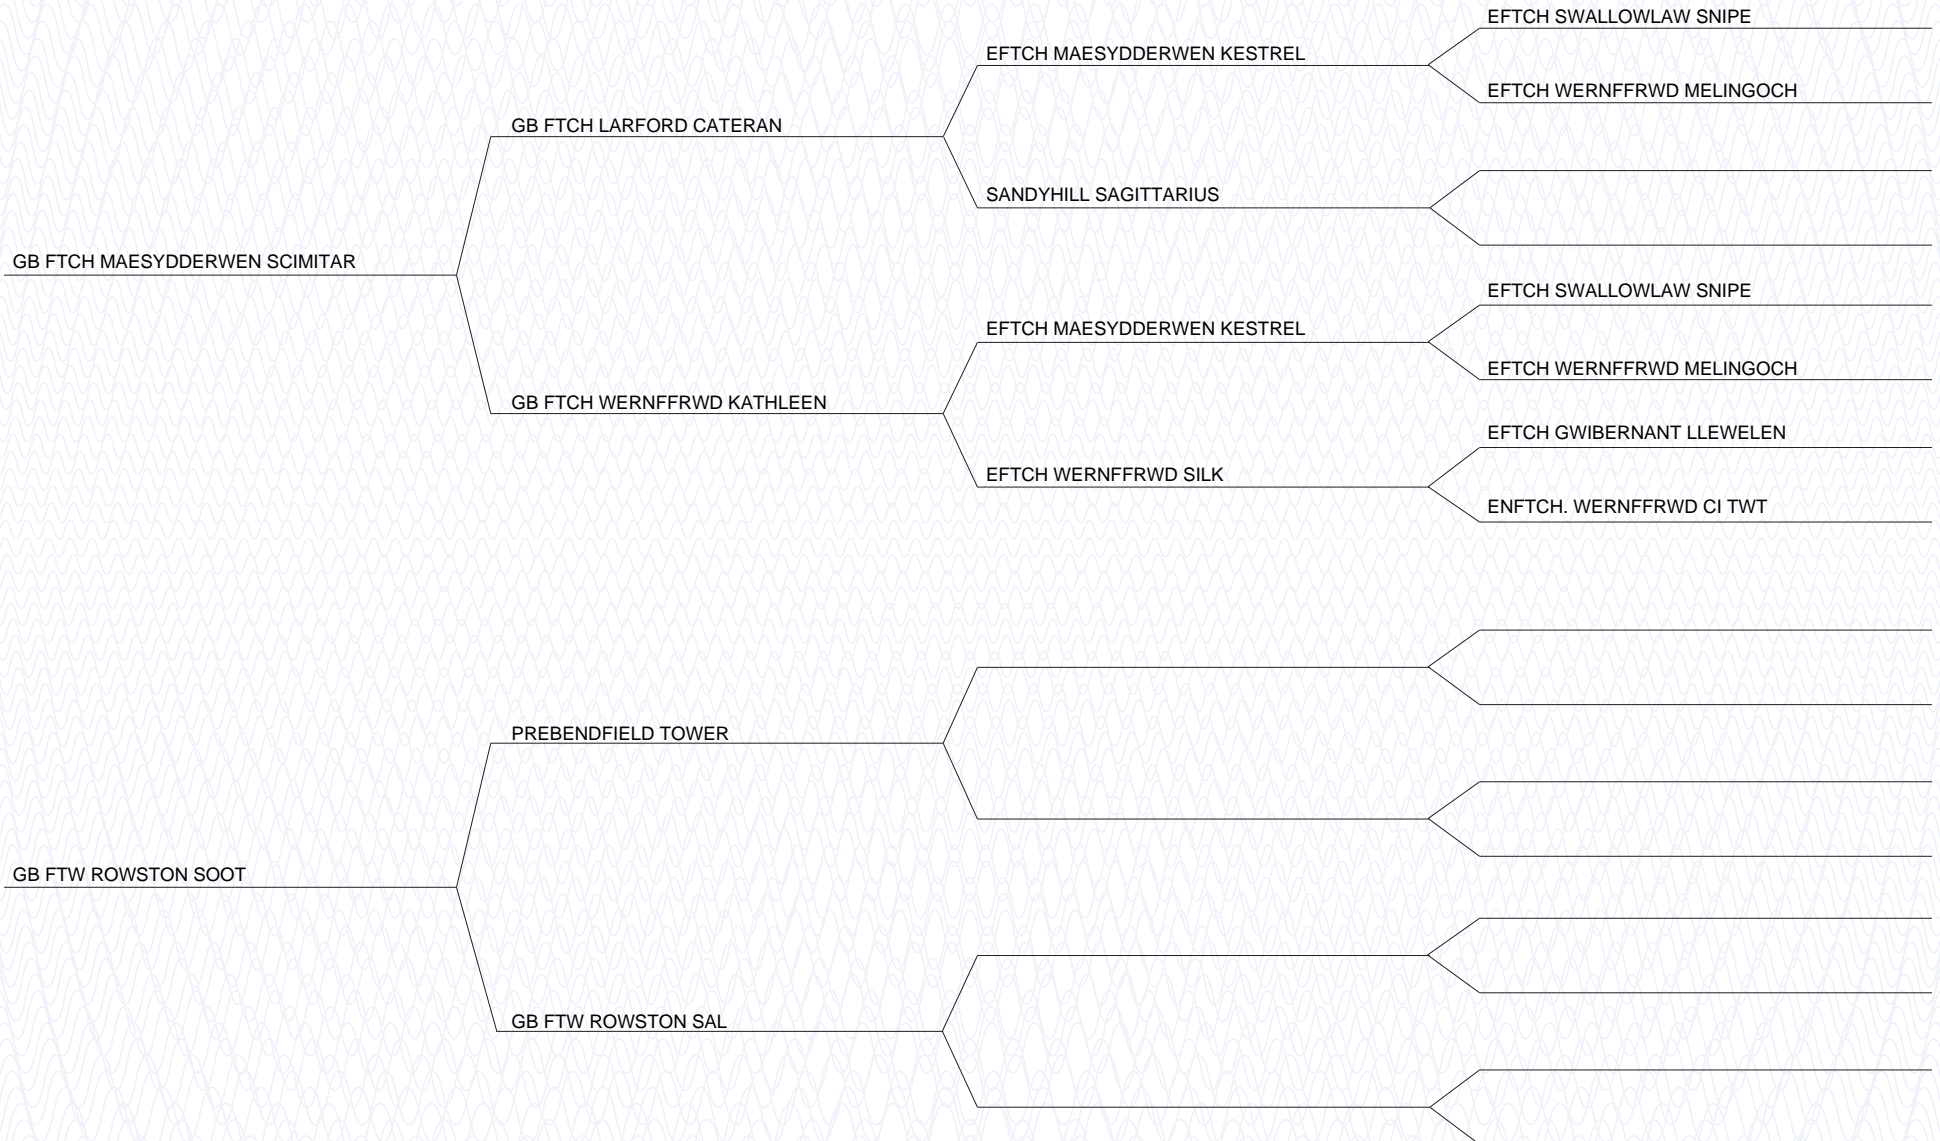 EFTCH SWALLOWLAW SNIPE
EFTCH MAESYDDERWEN KESTREL
EFTCH WERNFFRWD MELINGOCH
GB FTCH LARFORD CATERAN
SANDYHILL SAGITTARIUS
GB FTCH MAESYDDERWEN SCIMITAR
EFTCH SWALLOWLAW SNIPE
EFTCH MAESYDDERWEN KESTREL
EFTCH WERNFFRWD MELINGOCH
GB FTCH WERNFFRWD KATHLEEN
EFTCH GWIBERNANT LLEWELEN
EFTCH WERNFFRWD SILK
ENFTCH. WERNFFRWD CI TWT
PREBENDFIELD TOWER
GB FTW ROWSTON SOOT
GB FTW ROWSTON SAL